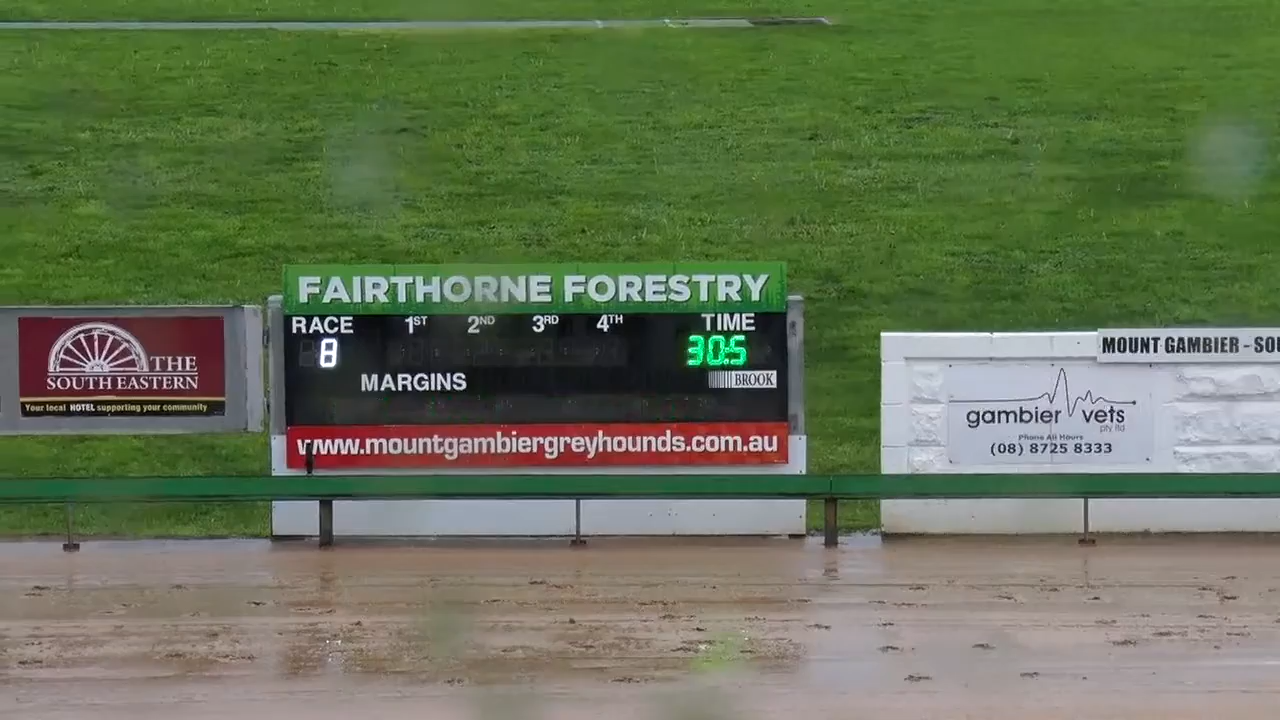 FAIRTHORNE FORESTRY
RACE 1ST 2ND 3RD 4TH TIME
8 30.5
MARGINS BROOK
www.mountgambiergreyhounds.com.au
THE
SOUTH EASTERN
Your local HOTEL supporting your community
MOUNT GAMBIER - SOU
gambier vets
pty ltd
Phone All Hours
(08) 8725 8333